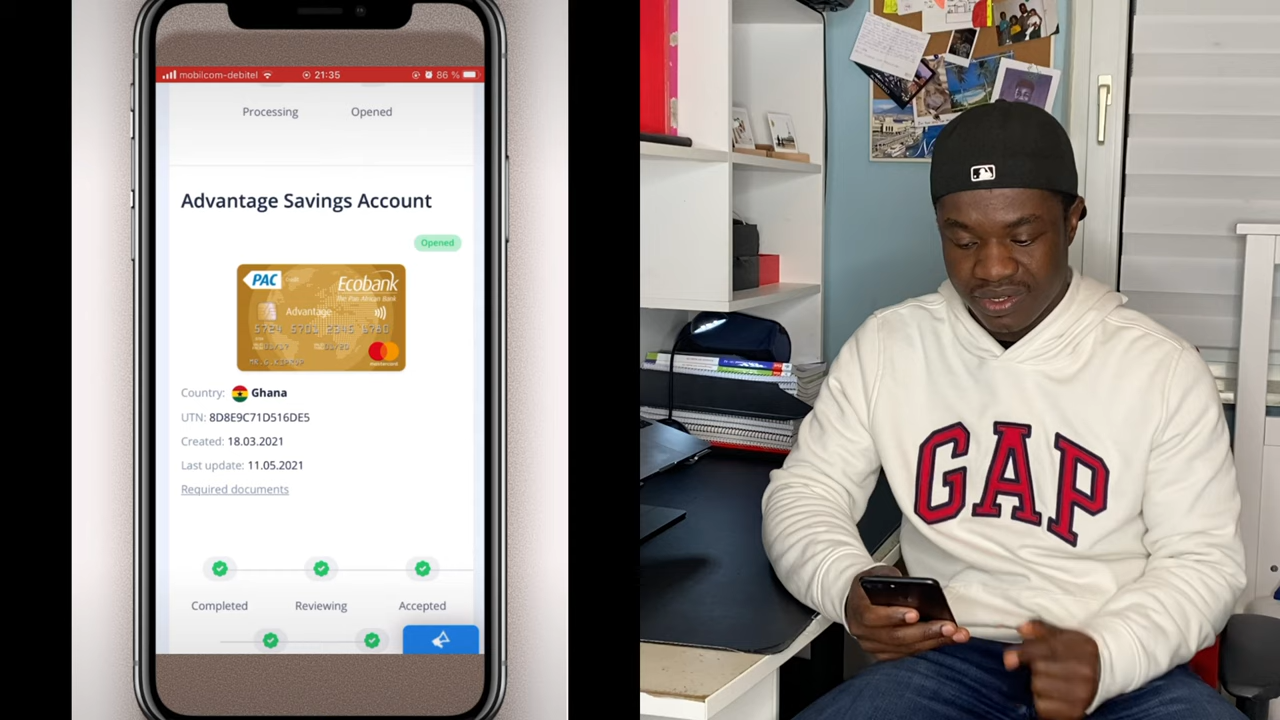 mobilcom-debitel
21:35
86 %
Processing
Opened
Advantage Savings Account
Opened
PAC
Ecobank
The Pan African Bank
Advantage
mastercard
Country: Ghana
UTN: 8D8E9C71D516DE5
Created: 18.03.2021
Last update: 11.05.2021
Required documents
Completed
Reviewing
Accepted
GAP